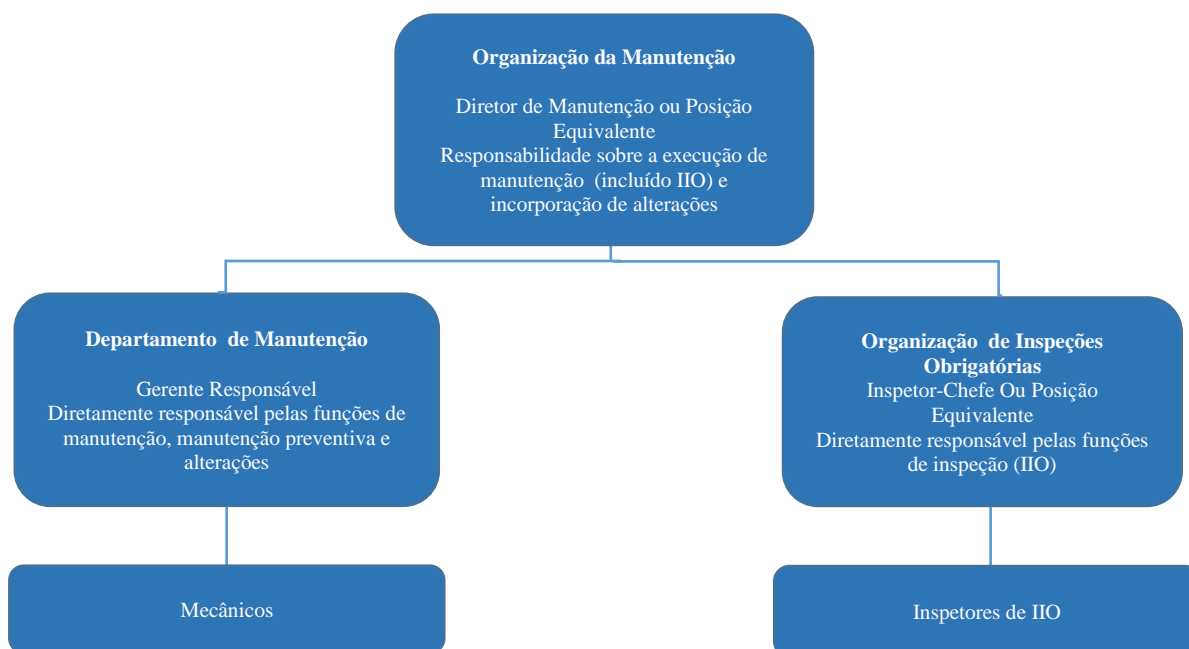 Organização da Manutenção
Diretor de Manutenção ou Posição
Equivalente
Responsabilidade sobre a execução de
manutenção (incluído IIO) e
incorporação de alterações
Departamento de Manutenção
Gerente Responsável
Diretamente responsável pelas funções de
manutenção, manutenção preventiva e
alterações
Organização de Inspeções
Obrigatórias
Inspetor-Chefe Ou Posição
Equivalente
Diretamente responsável pelas funções
de inspeção (IIO)
Mecânicos
Inspetores de IIO